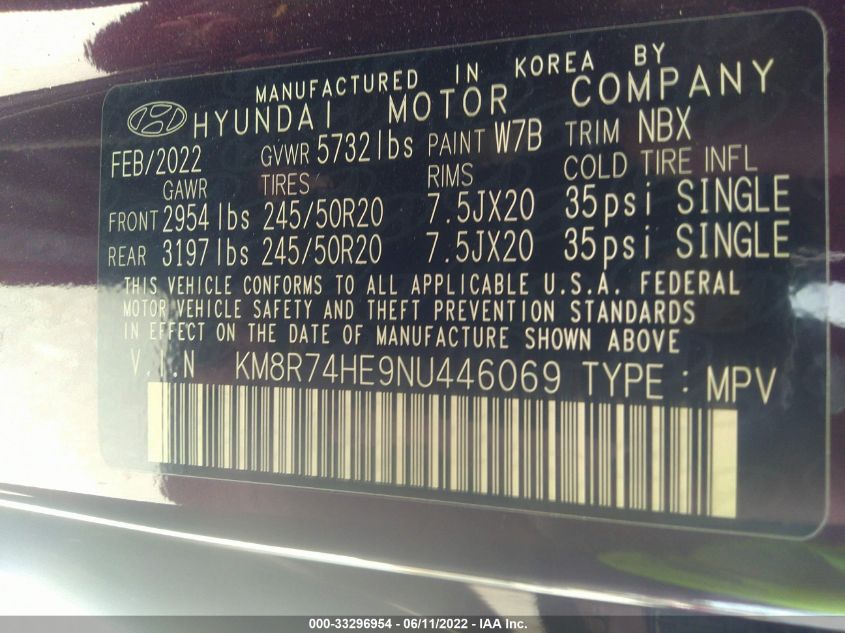 MANUFACTURED IN KOREA BY
HYUNDAI MOTOR COMPANY
FEB/2022 GVWR 5732lbs PAINT W7B TRIM NBX
GAWR TIRES RIMS COLD TIRE INFL
FRONT 2954lbs 245/50R20 7.5JX20 35psi SINGLE
REAR 3197lbs 245/50R20 7.5JX20 35psi SINGLE
THIS VEHICLE CONFORMS TO ALL APPLICABLE U.S.A. FEDERAL
MOTOR VEHICLE SAFETY AND THEFT PREVENTION STANDARDS
IN EFFECT ON THE DATE OF MANUFACTURE SHOWN ABOVE
V.I.N KM8R74HE9NU446069 TYPE : MPV
000-33296954 - 06/11/2022 - IAA Inc.